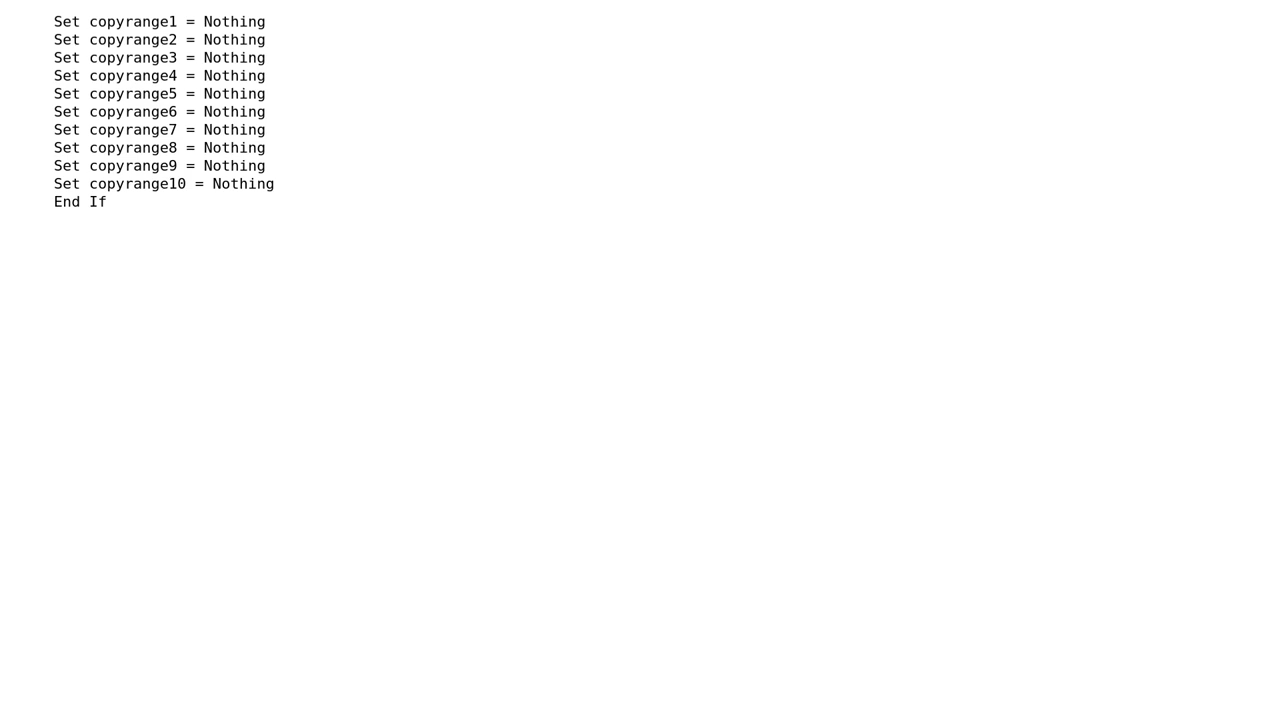 Set copyrange1 = Nothing
Set copyrange2 = Nothing
Set copyrange3 = Nothing
Set copyrange4 = Nothing
Set copyrange5 = Nothing
Set copyrange6 = Nothing
Set copyrange7 = Nothing
Set copyrange8 = Nothing
Set copyrange9 = Nothing
Set copyrange10 = Nothing
End If